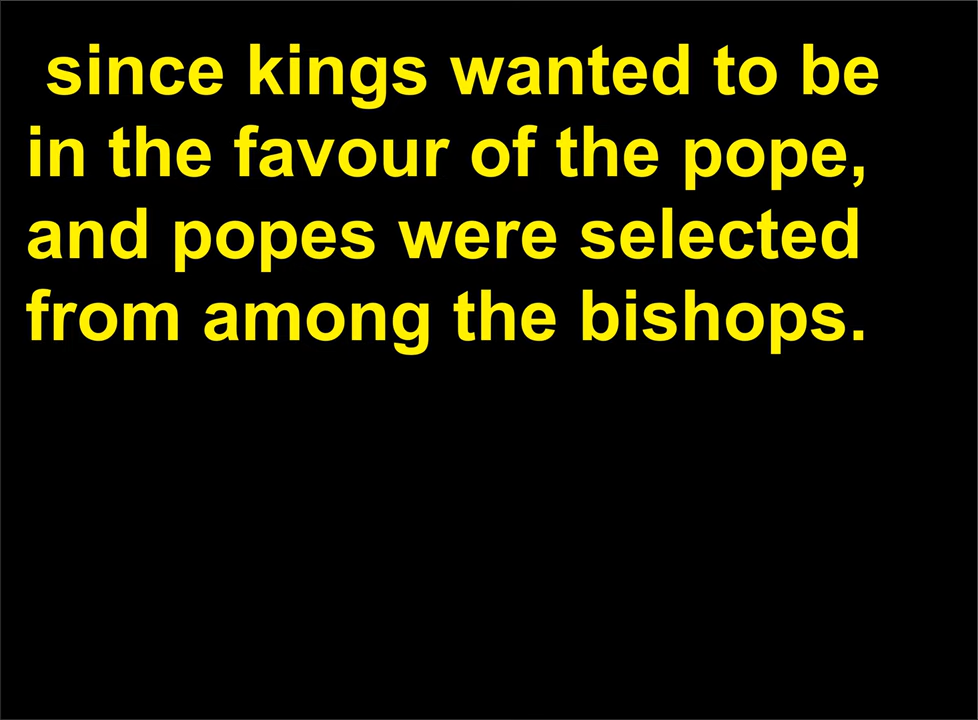 since kings wanted to be
in the favour of the pope,
and popes were selected
from among the bishops.